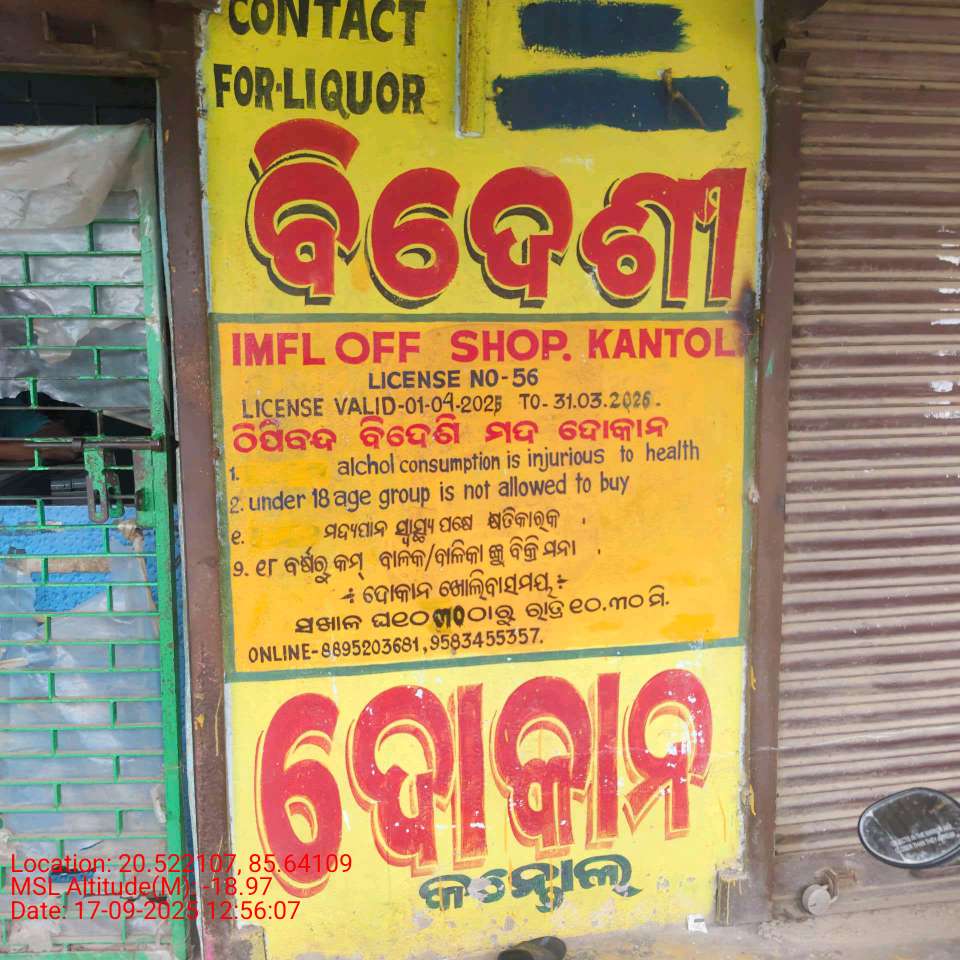 CONTACT
FOR-LIQUOR
ବିଦେଶୀ
IMFL OFF SHOP. KANTOL
LICENSE NO-56
LICENSE VALID-01-04-2025 TO- 31.03.2026.
ଠିପିବନ୍ଦ ବିଦେଶି ମଦ ଦୋକାନ
1. alchol consumption is injurious to health
2. under 18 age group is not allowed to buy
୧. ମଦ୍ୟପାନ ସ୍ୱାସ୍ଥ୍ୟ ପକ୍ଷେ କ୍ଷତିକାରକ .
୨. ୧୮ ବର୍ଷରୁ କମ୍ ବାଳକ/ବାଳିକା ଙ୍କୁ ବିକ୍ରି ମନା .
-: ଦୋକାନ ଖୋଲିବାସମୟ :-
ସଖାଳ ଘ୧୦ ୩୦ ଠାରୁ ରାତ୍ର ୧୦.୩୦ ମି.
ONLINE-8895203681,9583455357.
ଦୋକାନ
କନ୍ତୋଲ୍
Location: 20.522107, 85.64109
MSL Altitude(M): -18.97
Date: 17-09-2025 12:56:07